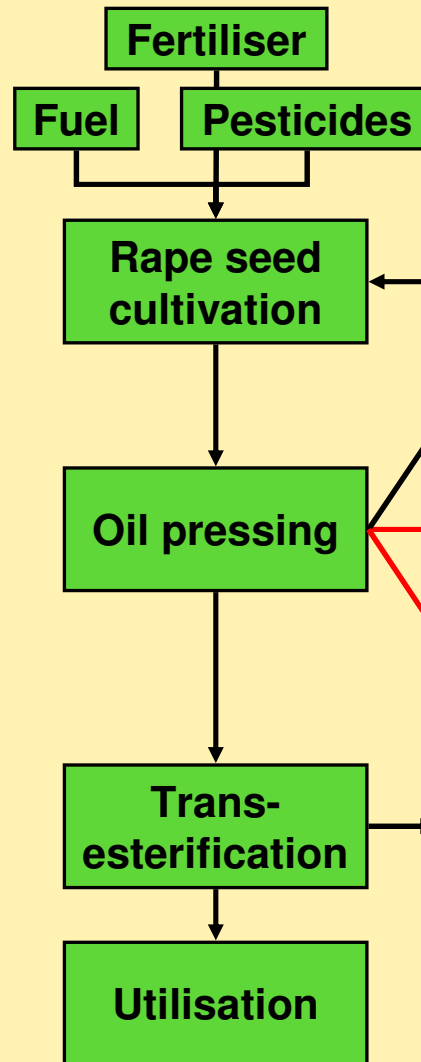 Fertiliser
Fuel
Pesticides
Rape seed
cultivation
Oil pressing
Trans-
esterification
Utilisation